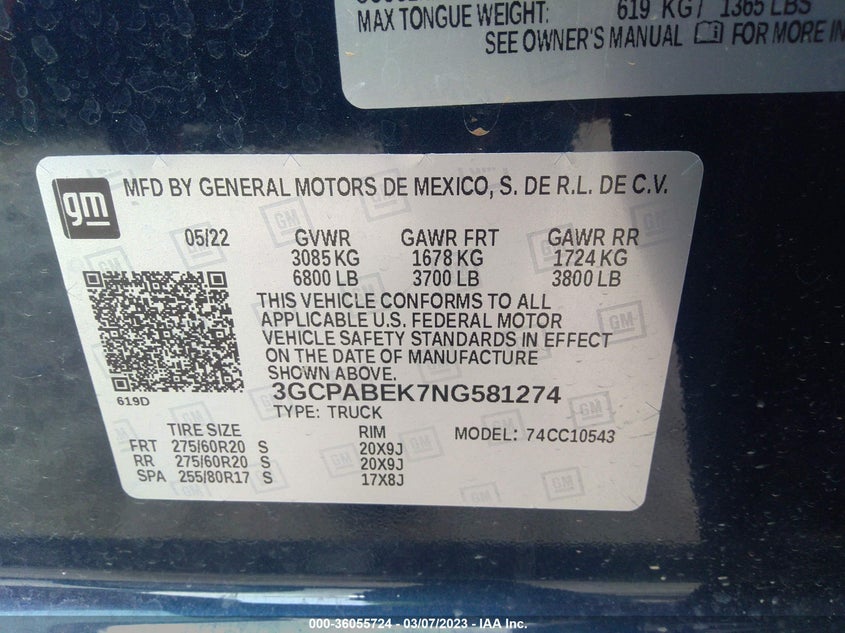 MAX TONGUE WEIGHT: 619 KG / 1365 LBS
SEE OWNER'S MANUAL FOR MORE IN
gm
MFD BY GENERAL MOTORS DE MEXICO, S. DE R.L. DE C.V.
05/22 GVWR GAWR FRT GAWR RR
3085 KG 1678 KG 1724 KG
6800 LB 3700 LB 3800 LB
THIS VEHICLE CONFORMS TO ALL
APPLICABLE U.S. FEDERAL MOTOR
VEHICLE SAFETY STANDARDS IN EFFECT
ON THE DATE OF MANUFACTURE
SHOWN ABOVE.
619D
3GCPABEK7NG581274
TYPE: TRUCK
TIRE SIZE RIM MODEL: 74CC10543
FRT 275/60R20 S 20X9J
RR 275/60R20 S 20X9J
SPA 255/80R17 S 17X8J
000-36055724 - 03/07/2023 - IAA Inc.